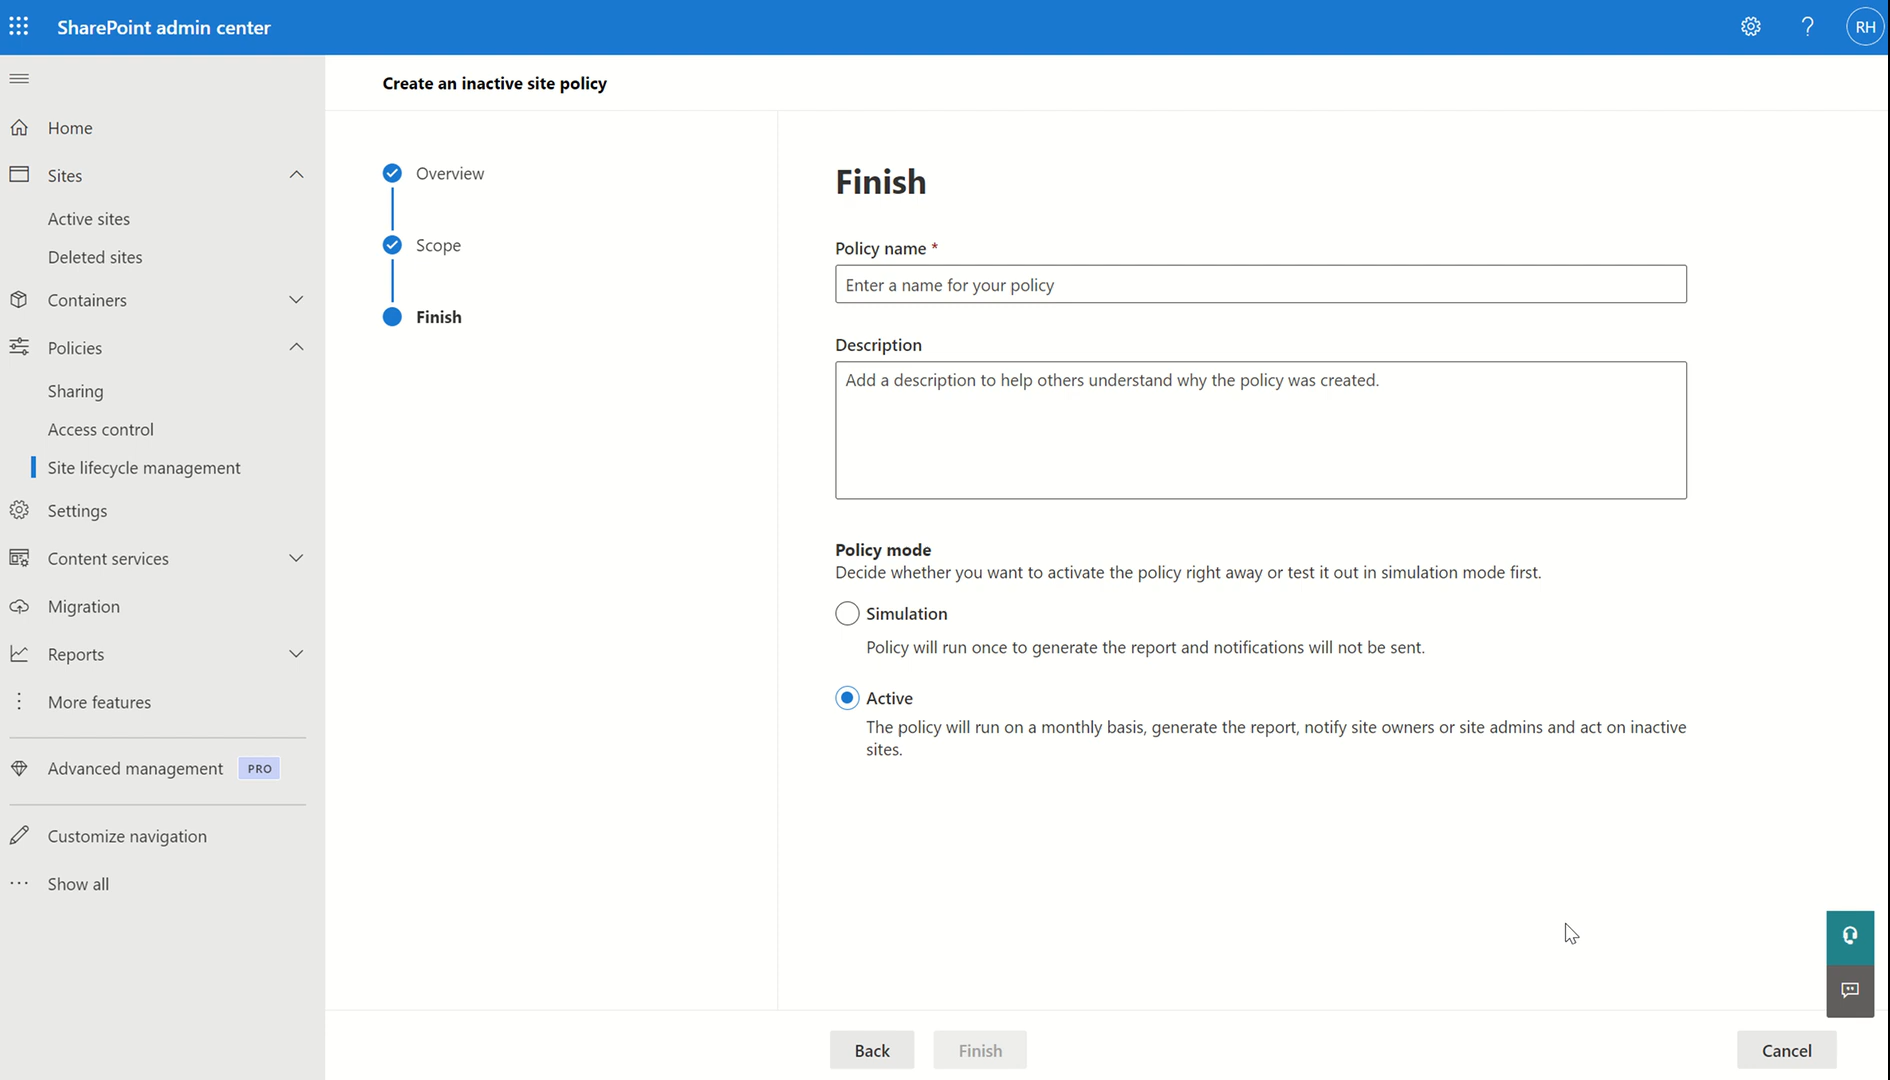 SharePoint admin center
RH
Home
Sites
Active sites
Deleted sites
Containers
Policies
Sharing
Access control
Site lifecycle management
Settings
Content services
Migration
Reports
More features
Advanced management PRO
Customize navigation
Show all
Create an inactive site policy
Overview
Scope
Finish
Finish
Policy name *
Enter a name for your policy
Description
Add a description to help others understand why the policy was created.
Policy mode
Decide whether you want to activate the policy right away or test it out in simulation mode first.
Simulation
Policy will run once to generate the report and notifications will not be sent.
Active
The policy will run on a monthly basis, generate the report, notify site owners or site admins and act on inactive
sites.
Back
Finish
Cancel